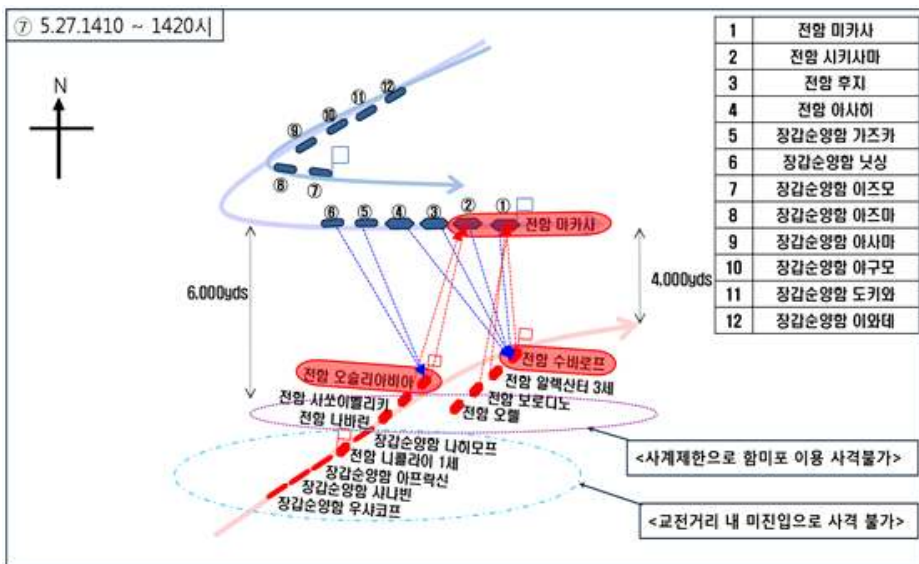 ⑦ 5.27.1410 ~ 1420시
N
1 전함 미카사
2 전함 시키사마
3 전함 후지
4 전함 아사히
5 장갑순양함 가즈카
6 장갑순양함 닛싱
7 장갑순양함 이즈모
8 장갑순양함 아즈마
9 장갑순양함 아사마
10 장갑순양함 야구모
11 장갑순양함 도키와
12 장갑순양함 이와데
⑫
⑪
⑩
⑨
⑧ ⑦
⑥ ⑤ ④ ③ ② ①
전함 마카사
6.000yds
4.000yds
전함 수바로프
전함 오슬리아비아
전함 알렉산터 3세
전함 사쏘이벨리키
전함 보로디노
전함 나바린
전함 오렐
장갑순양함 나허모프
전함 니콜라이 1세
장갑순양함 아프락신
장갑순양함 사냐빈
장갑순양함 우샤코프
<사계제한으로 함미포 이용 사격불가>
<교전거리 내 미진입으로 사격 불가>